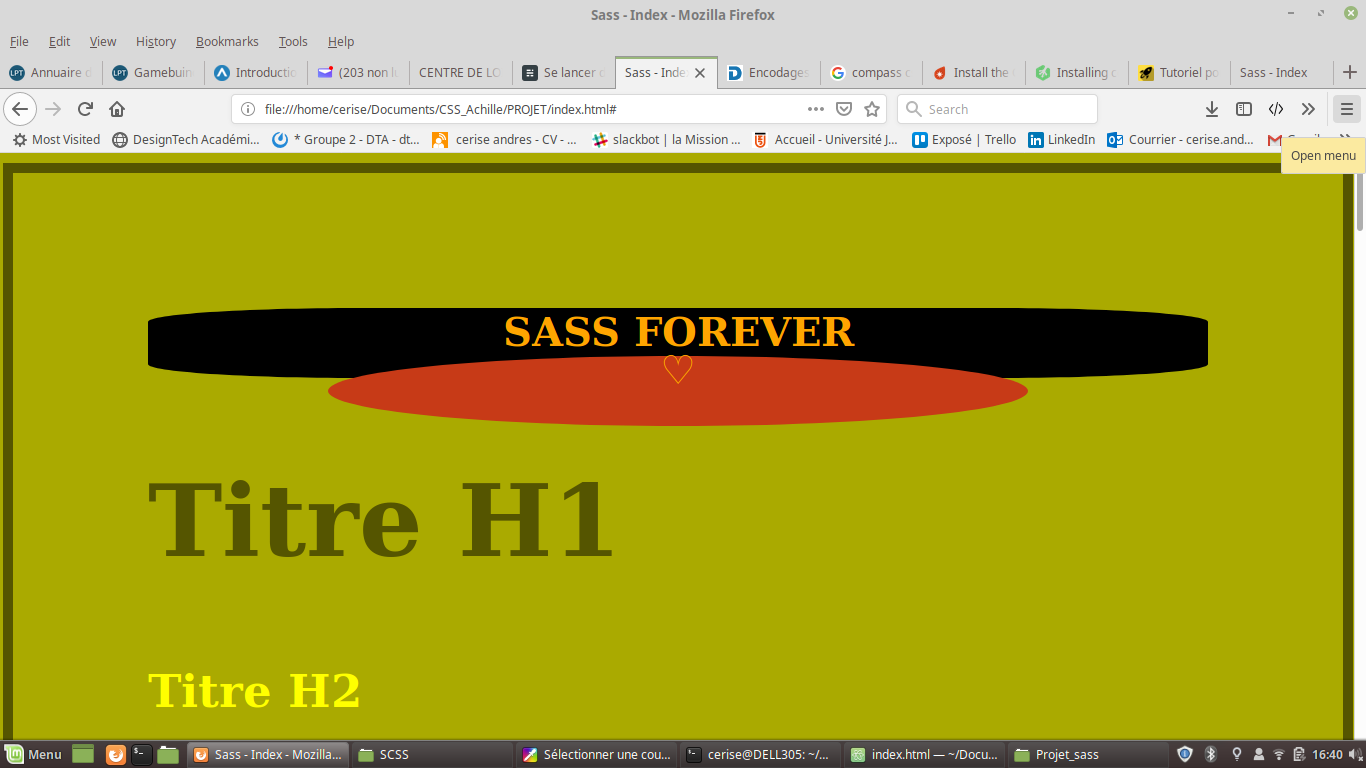 Sass - Index - Mozilla Firefox
File Edit View History Bookmarks Tools Help
LPT Annuaire d LPT Gamebuin Introductio (203 non lu CENTRE DE LO Se lancer d Sass - Index Encodages compass c Install the Installing c Tutoriel po Sass - Index
file:///home/cerise/Documents/CSS_Achille/PROJET/index.html# Search
Most Visited DesignTech Académi... * Groupe 2 - DTA - dt... cerise andres - CV - ... slackbot | la Mission ... Accueil - Université J... Exposé | Trello LinkedIn Courrier - cerise.and...
Open menu
SASS FOREVER
♡
Titre H1
Titre H2
Menu Sass - Index - Mozilla... SCSS Sélectionner une cou... cerise@DELL305: ~/... index.html — ~/Docu... Projet_sass 16:40